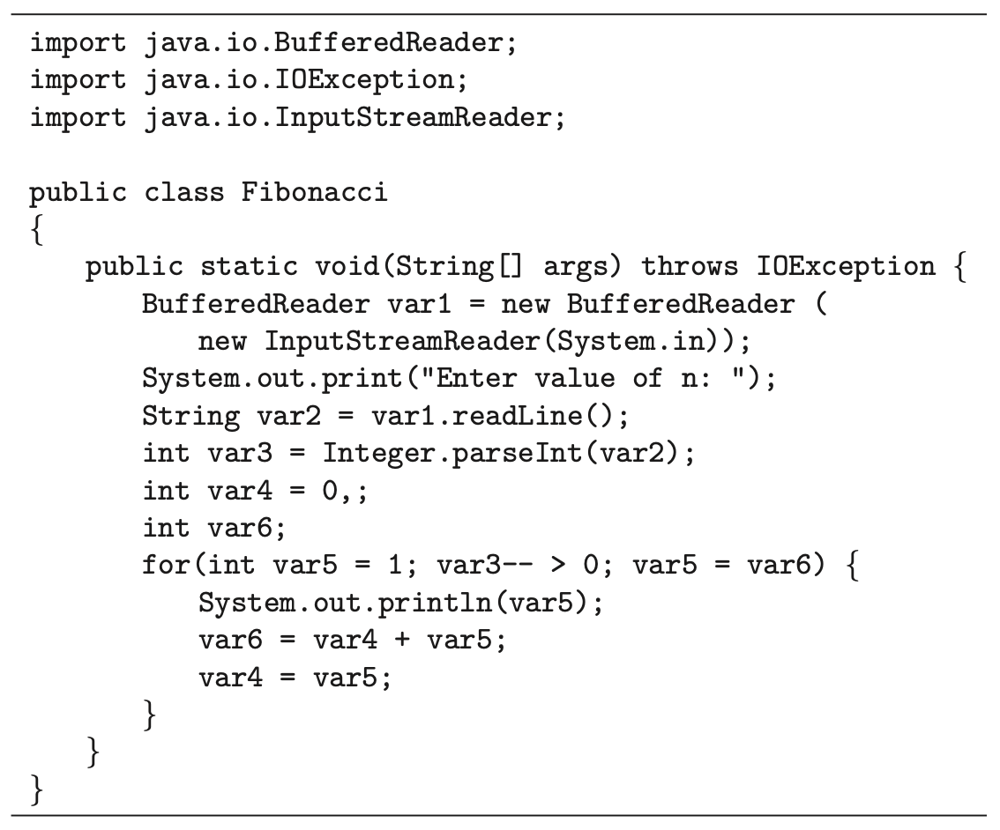 import java.io.BufferedReader;
import java.io.IOException;
import java.io.InputStreamReader;

public class Fibonacci
{
    public static void(String[] args) throws IOException {
        BufferedReader var1 = new BufferedReader (
            new InputStreamReader(System.in));
        System.out.print("Enter value of n: ");
        String var2 = var1.readLine();
        int var3 = Integer.parseInt(var2);
        int var4 = 0,;
        int var6;
        for(int var5 = 1; var3-- > 0; var5 = var6) {
            System.out.println(var5);
            var6 = var4 + var5;
            var4 = var5;
        }
    }
}